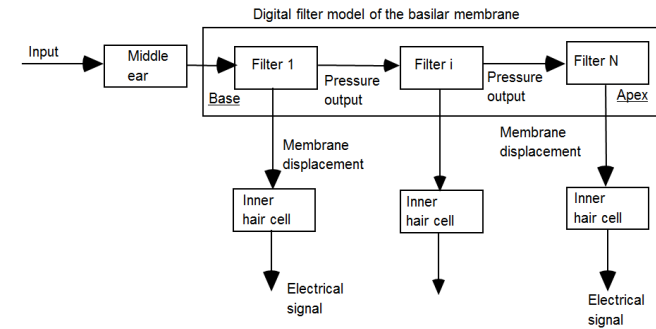 Digital filter model of the basilar membrane
Input
Middle
ear
Filter 1
Pressure
output
Filter i
Pressure
output
Filter N
Base
Apex
Membrane
displacement
Membrane
displacement
Inner
hair cell
Inner
hair cell
Inner
hair cell
Electrical
signal
Electrical
signal